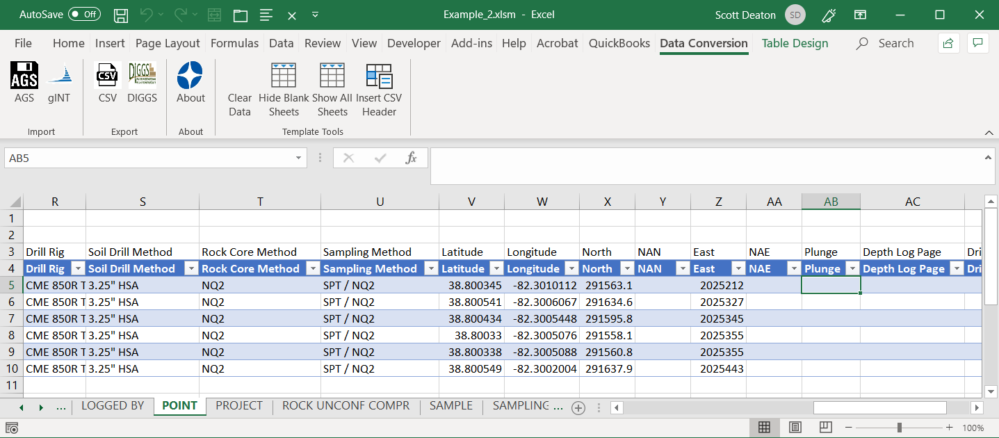 AutoSave Off Example_2.xlsm - Excel Scott Deaton SD
File Home Insert Page Layout Formulas Data Review View Developer Add-ins Help Acrobat QuickBooks Data Conversion Table Design Search
AGS CSV DIGGS
AGS gINT CSV DIGGS About Clear Data Hide Blank Sheets Show All Sheets Insert CSV Header
Import Export About Template Tools
AB5 fx
R S T U V W X Y Z AA AB AC
1
2
3 Drill Rig Soil Drill Method Rock Core Method Sampling Method Latitude Longitude North NAN East NAE Plunge Depth Log Page Dri
4 Drill Rig Soil Drill Method Rock Core Method Sampling Method Latitude Longitude North NAN East NAE Plunge Depth Log Page Dri
5 CME 850R T 3.25" HSA NQ2 SPT / NQ2 38.800345 -82.3010112 291563.1 2025212
6 CME 850R T 3.25" HSA NQ2 SPT / NQ2 38.800541 -82.3006067 291634.6 2025327
7 CME 850R T 3.25" HSA NQ2 SPT / NQ2 38.800434 -82.3005448 291595.8 2025345
8 CME 850R T 3.25" HSA NQ2 SPT / NQ2 38.80033 -82.3005076 291558.1 2025355
9 CME 850R T 3.25" HSA NQ2 SPT / NQ2 38.800338 -82.3005088 291560.8 2025355
10 CME 850R T 3.25" HSA NQ2 SPT / NQ2 38.800549 -82.3002004 291637.9 2025443
11
... LOGGED BY POINT PROJECT ROCK UNCONF COMPR SAMPLE SAMPLING ...
100%